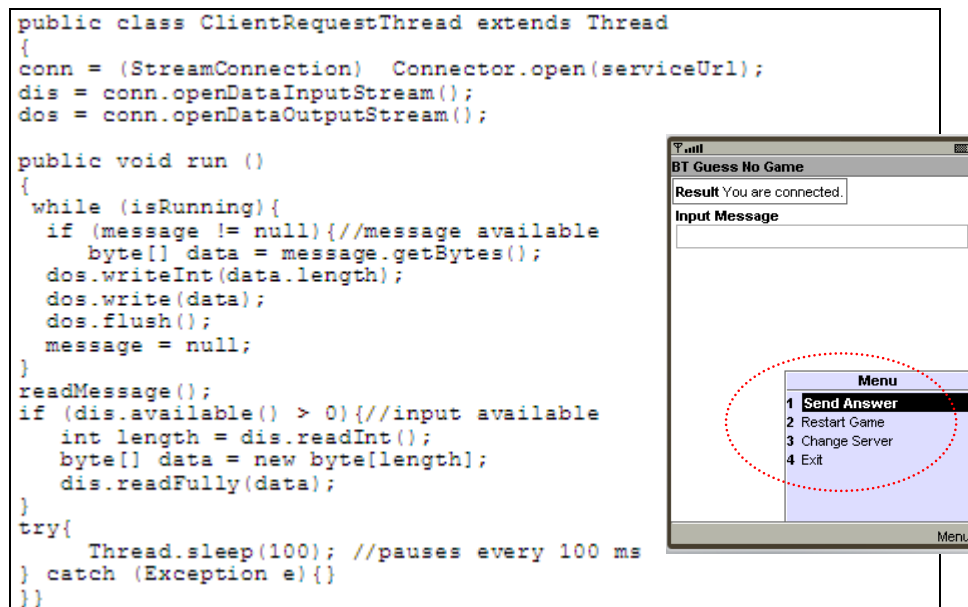 public class ClientRequestThread extends Thread
{
conn = (StreamConnection)  Connector.open(serviceUrl);
dis = conn.openDataInputStream();
dos = conn.openDataOutputStream();

public void run ()
{
 while (isRunning){
  if (message != null){//message available
     byte[] data = message.getBytes();
  dos.writeInt(data.length);
  dos.write(data);
  dos.flush();
  message = null;
}
readMessage();
if (dis.available() > 0){//input available
   int length = dis.readInt();
   byte[] data = new byte[length];
   dis.readFully(data);
}
try{
     Thread.sleep(100); //pauses every 100 ms
} catch (Exception e){}
}}
BT Guess No Game
Result You are connected.
Input Message
Menu
1 Send Answer
2 Restart Game
3 Change Server
4 Exit
Menu